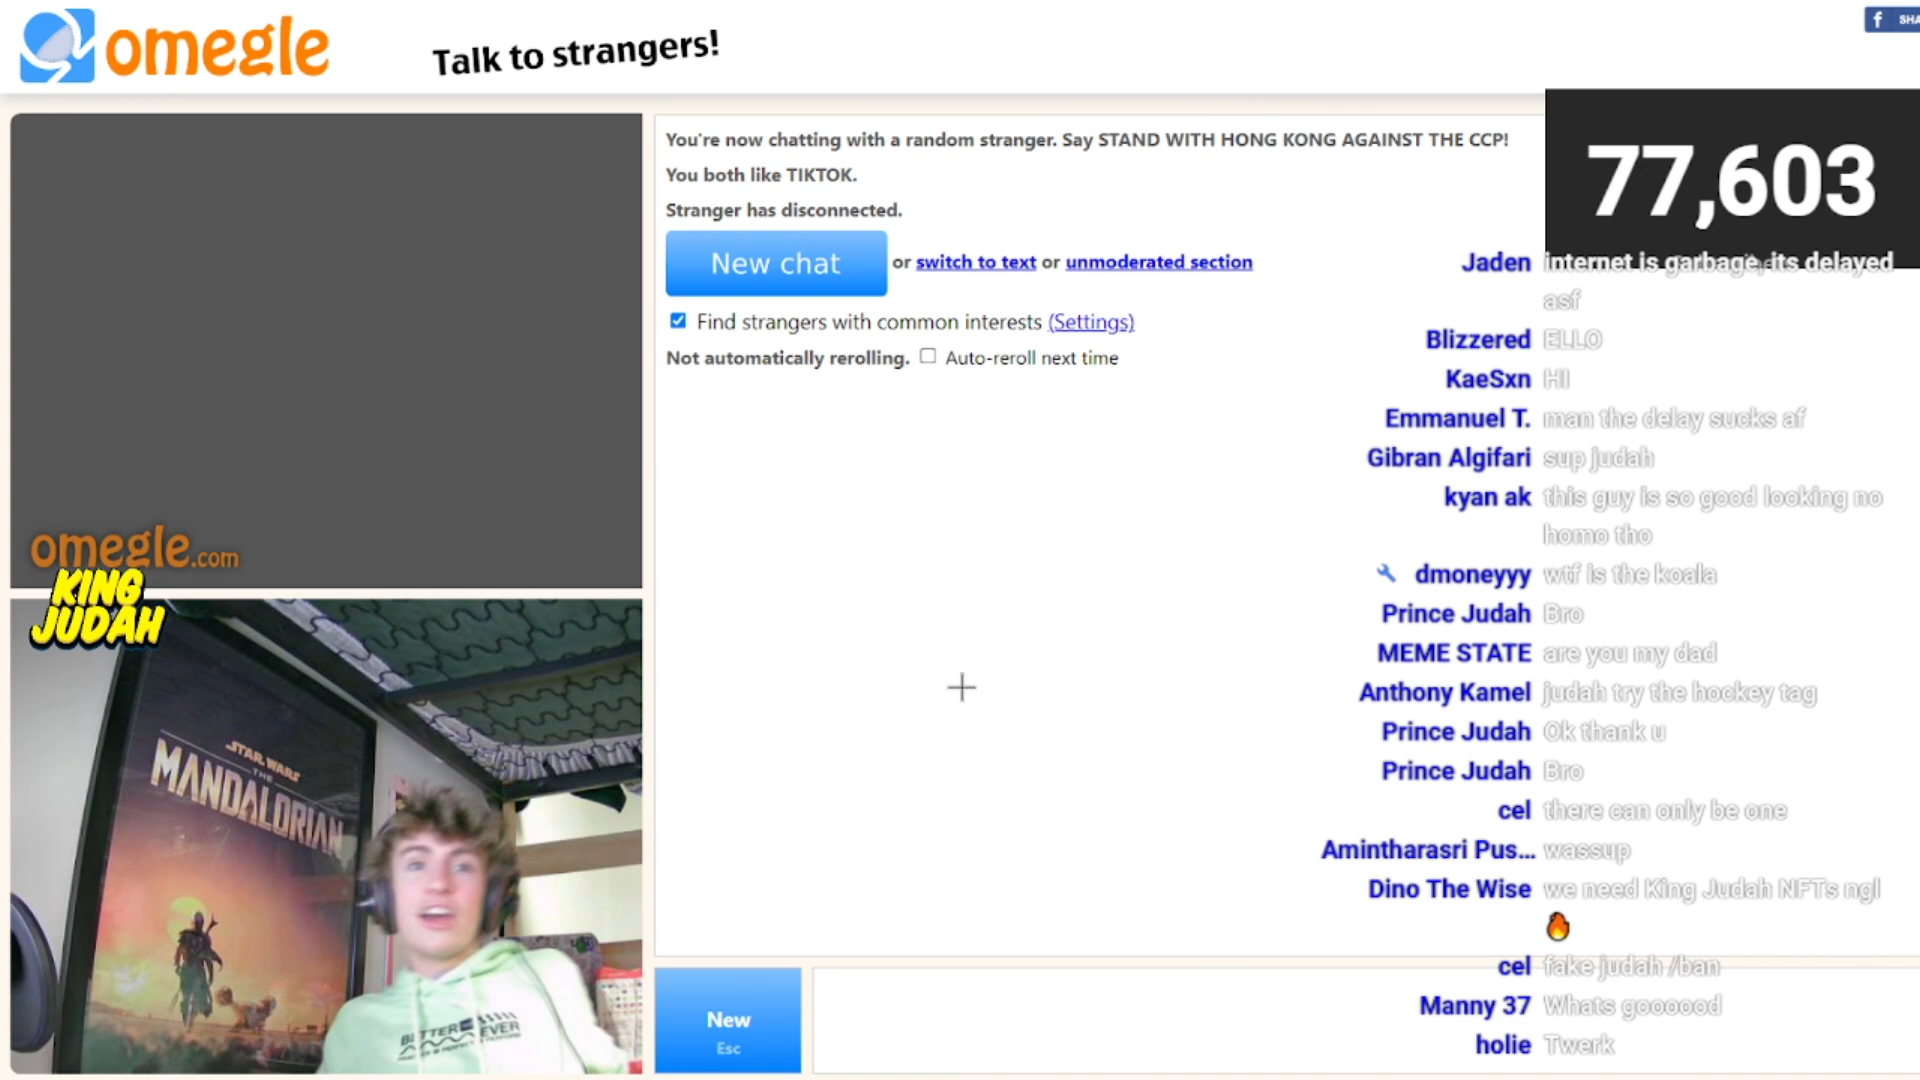 omegle
Talk to strangers!
f SHA
77,603
You're now chatting with a random stranger. Say STAND WITH HONG KONG AGAINST THE CCP!
You both like TIKTOK.
Stranger has disconnected.
New chat or switch to text or unmoderated section
Find strangers with common interests (Settings)
Not automatically rerolling. Auto-reroll next time
Jaden internet is garbage, its delayed
asf
Blizzered ELLO
KaeSxn HI
Emmanuel T. man the delay sucks af
Gibran Algifari sup judah
kyan ak this guy is so good looking no
homo tho
dmoneyyy wtf is the koala
Prince Judah Bro
MEME STATE are you my dad
Anthony Kamel judah try the hockey tag
Prince Judah Ok thank u
Prince Judah Bro
cel there can only be one
Amintharasri Pus... wassup
Dino The Wise we need King Judah NFTs ngl
cel fake judah /ban
Manny 37 Whats goooood
holie Twerk
omegle.com
KING
JUDAH
STAR WARS
THE
MANDALORIAN
BETTER EVER
New
Esc